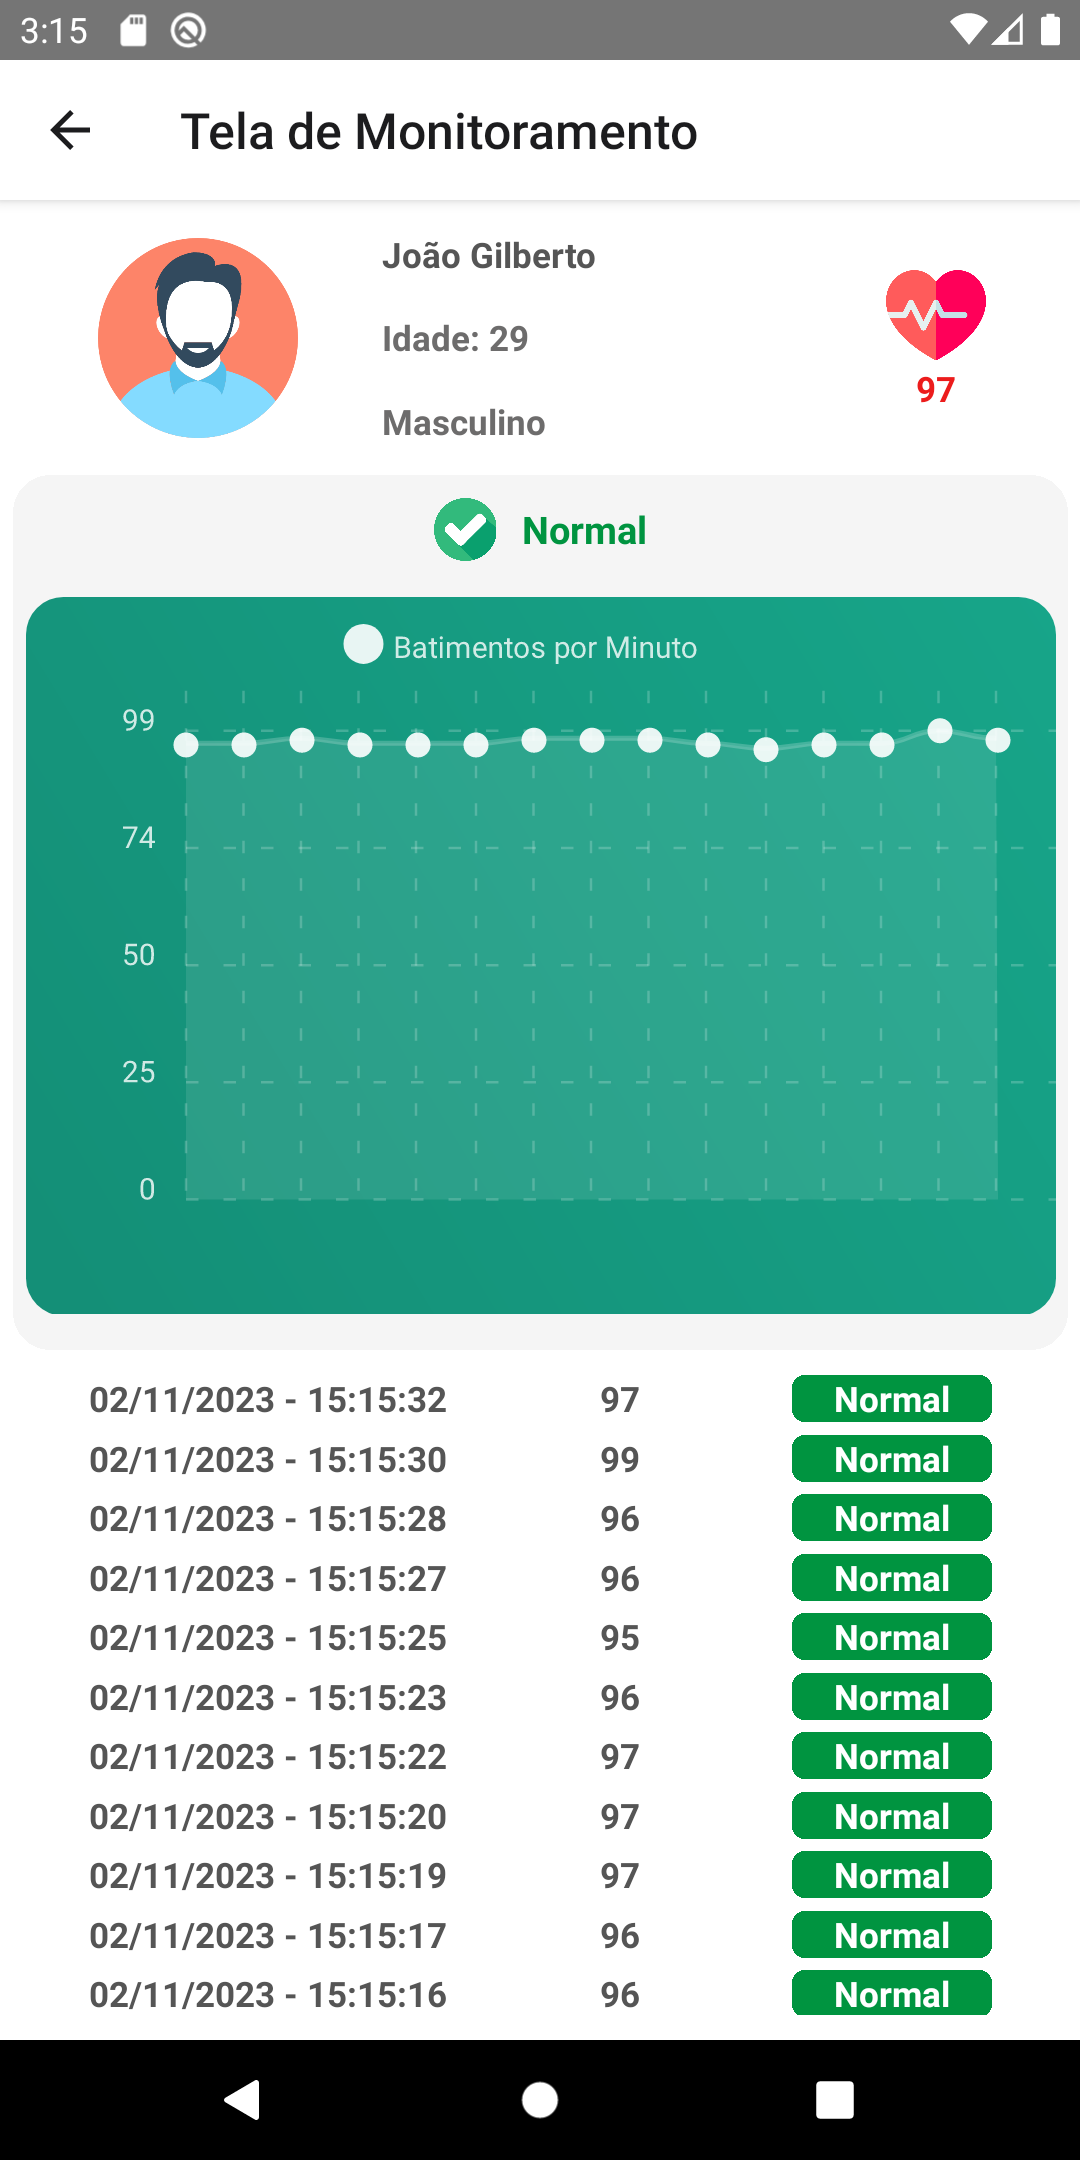 3:15
Tela de Monitoramento
João Gilberto
Idade: 29
Masculino
97
Normal
Batimentos por Minuto
99
74
50
25
0
02/11/2023 - 15:15:32 97 Normal
02/11/2023 - 15:15:30 99 Normal
02/11/2023 - 15:15:28 96 Normal
02/11/2023 - 15:15:27 96 Normal
02/11/2023 - 15:15:25 95 Normal
02/11/2023 - 15:15:23 96 Normal
02/11/2023 - 15:15:22 97 Normal
02/11/2023 - 15:15:20 97 Normal
02/11/2023 - 15:15:19 97 Normal
02/11/2023 - 15:15:17 96 Normal
02/11/2023 - 15:15:16 96 Normal